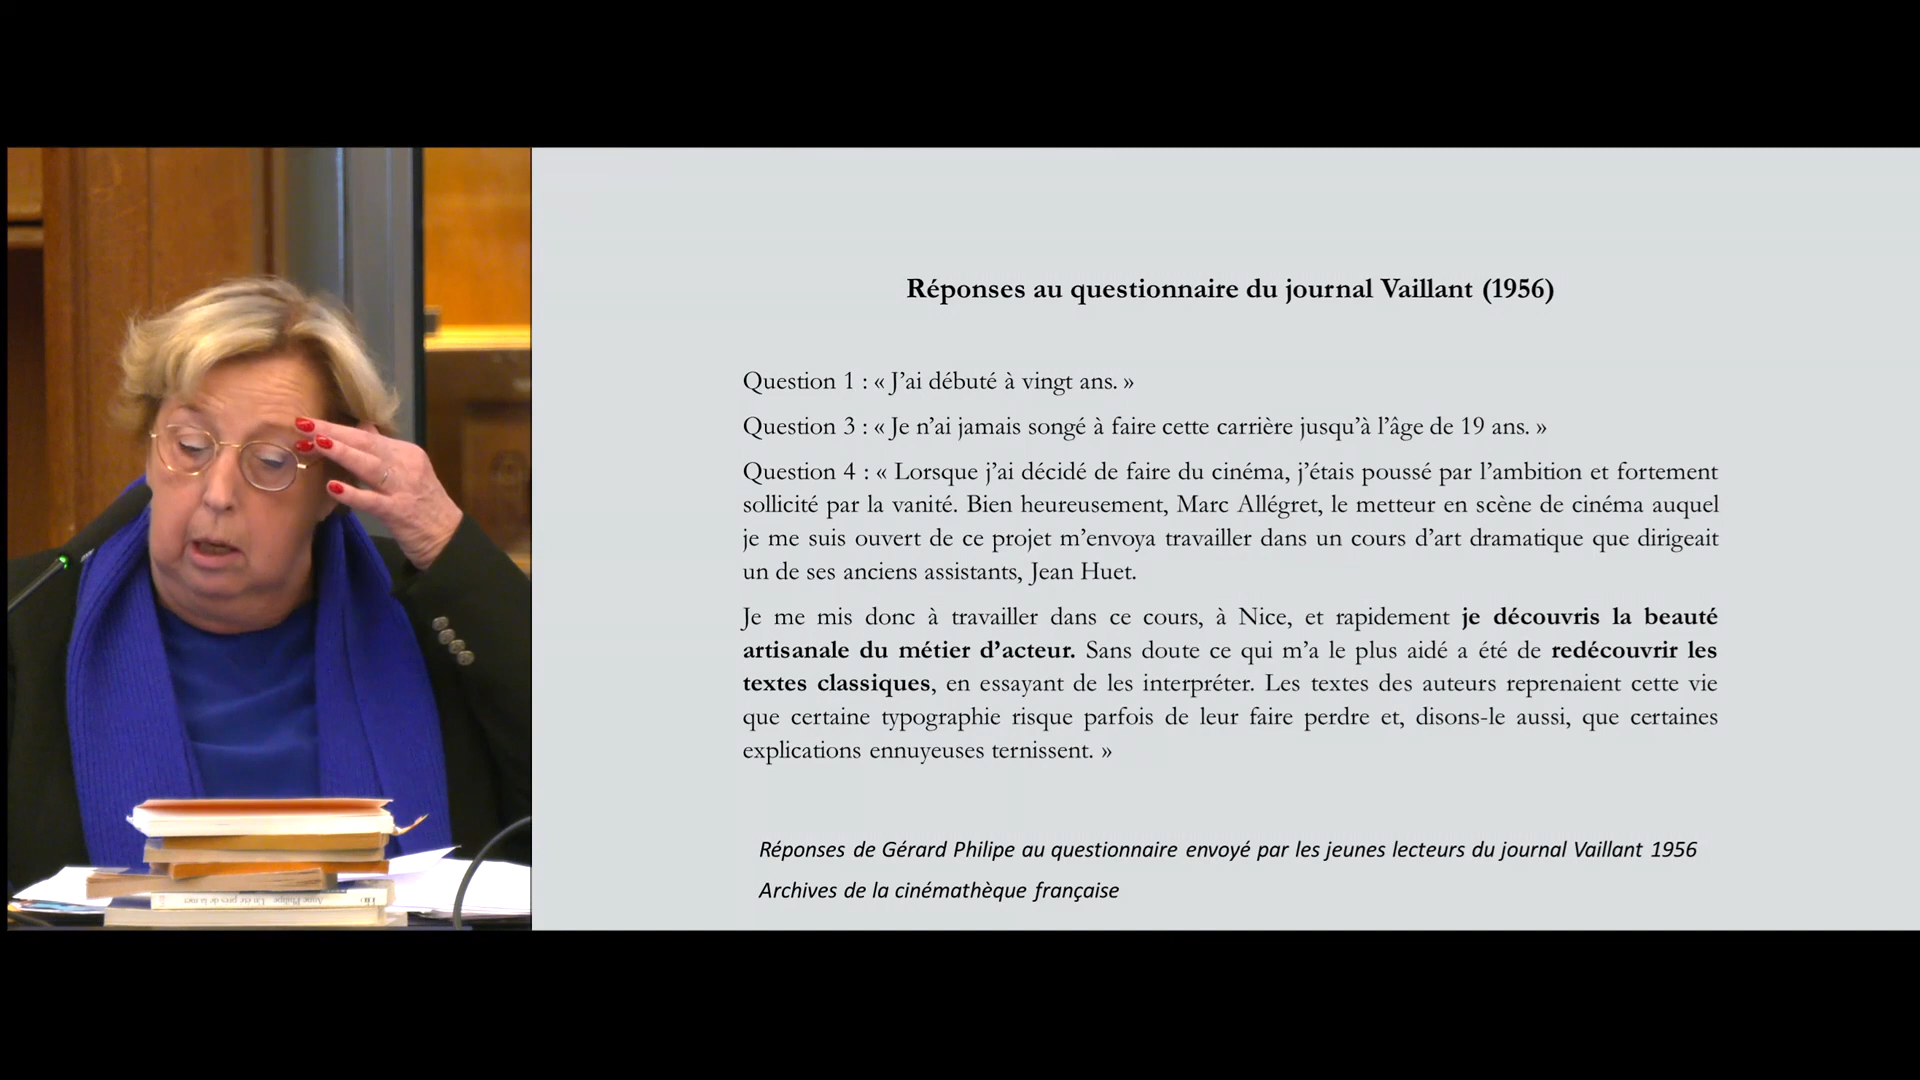 Réponses au questionnaire du journal Vaillant (1956)
Question 1 : « J’ai débuté à vingt ans. »
Question 3 : « Je n’ai jamais songé à faire cette carrière jusqu’à l’âge de 19 ans. »
Question 4 : « Lorsque j’ai décidé de faire du cinéma, j’étais poussé par l’ambition et fortement
sollicité par la vanité. Bien heureusement, Marc Allégret, le metteur en scène de cinéma auquel
je me suis ouvert de ce projet m’envoya travailler dans un cours d’art dramatique que dirigeait
un de ses anciens assistants, Jean Huet.
Je me mis donc à travailler dans ce cours, à Nice, et rapidement je découvris la beauté
artisanale du métier d’acteur. Sans doute ce qui m’a le plus aidé a été de redécouvrir les
textes classiques, en essayant de les interpréter. Les textes des auteurs reprenaient cette vie
que certaine typographie risque parfois de leur faire perdre et, disons-le aussi, que certaines
explications ennuyeuses ternissent. »
Réponses de Gérard Philipe au questionnaire envoyé par les jeunes lecteurs du journal Vaillant 1956
Archives de la cinémathèque française
Anne Philipe